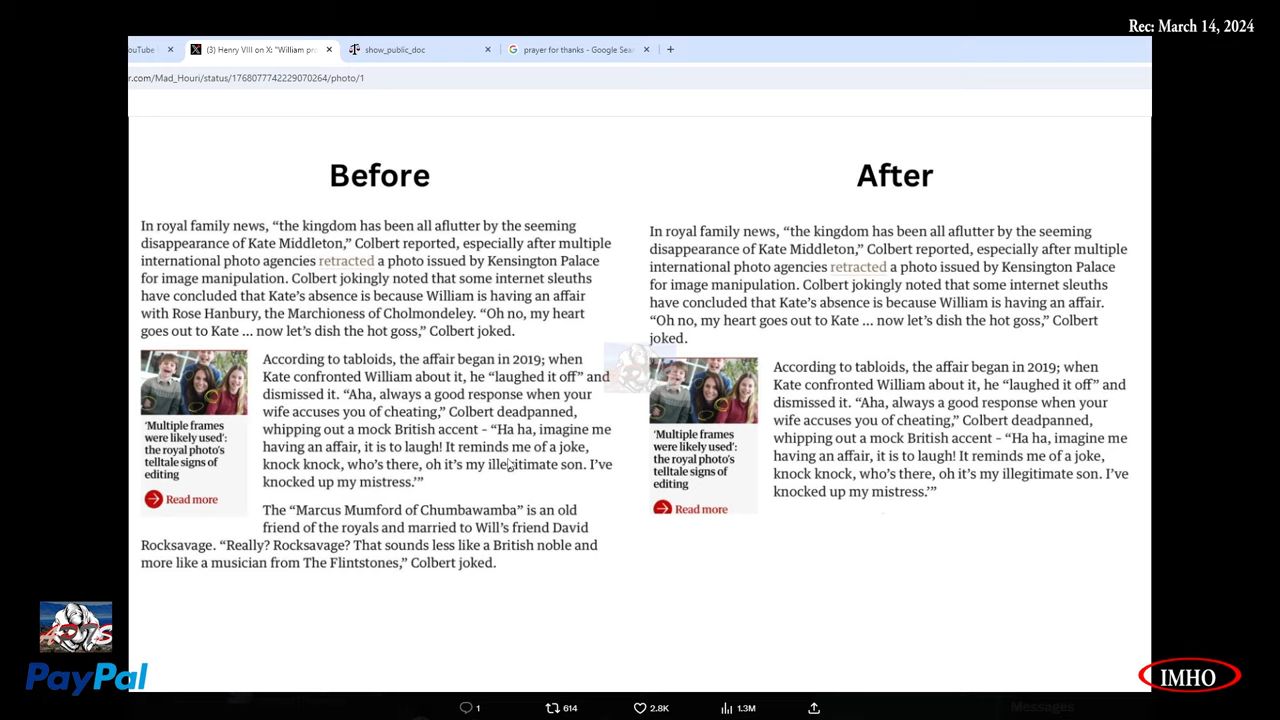 Rec: March 14, 2024
ouTube
(3) Henry VIII on X: "William pro
show_public_doc
prayer for thanks - Google Sear
r.com/Mad_Houri/status/1768077742229070264/photo/1
Before
In royal family news, “the kingdom has been all aflutter by the seeming
disappearance of Kate Middleton,” Colbert reported, especially after multiple
international photo agencies retracted a photo issued by Kensington Palace
for image manipulation. Colbert jokingly noted that some internet sleuths
have concluded that Kate’s absence is because William is having an affair
with Rose Hanbury, the Marchioness of Cholmondeley. “Oh no, my heart
goes out to Kate ... now let’s dish the hot goss,” Colbert joked.
According to tabloids, the affair began in 2019; when
Kate confronted William about it, he “laughed it off” and
dismissed it. “Aha, always a good response when your
wife accuses you of cheating,” Colbert deadpanned,
whipping out a mock British accent – “Ha ha, imagine me
having an affair, it is to laugh! It reminds me of a joke,
knock knock, who’s there, oh it’s my illegitimate son. I’ve
knocked up my mistress.’”
‘Multiple frames
were likely used’:
the royal photo’s
telltale signs of
editing
Read more
The “Marcus Mumford of Chumbawamba” is an old
friend of the royals and married to Will’s friend David
Rocksavage. “Really? Rocksavage? That sounds less like a British noble and
more like a musician from The Flintstones,” Colbert joked.
After
In royal family news, “the kingdom has been all aflutter by the seeming
disappearance of Kate Middleton,” Colbert reported, especially after multiple
international photo agencies retracted a photo issued by Kensington Palace
for image manipulation. Colbert jokingly noted that some internet sleuths
have concluded that Kate’s absence is because William is having an affair.
“Oh no, my heart goes out to Kate ... now let’s dish the hot goss,” Colbert
joked.
According to tabloids, the affair began in 2019; when
Kate confronted William about it, he “laughed it off” and
dismissed it. “Aha, always a good response when your
wife accuses you of cheating,” Colbert deadpanned,
whipping out a mock British accent – “Ha ha, imagine me
having an affair, it is to laugh! It reminds me of a joke,
knock knock, who’s there, oh it’s my illegitimate son. I’ve
knocked up my mistress.’”
‘Multiple frames
were likely used’:
the royal photo’s
telltale signs of
editing
Read more
PayPal
IMHO
1
614
2.8K
1.3M
Messages